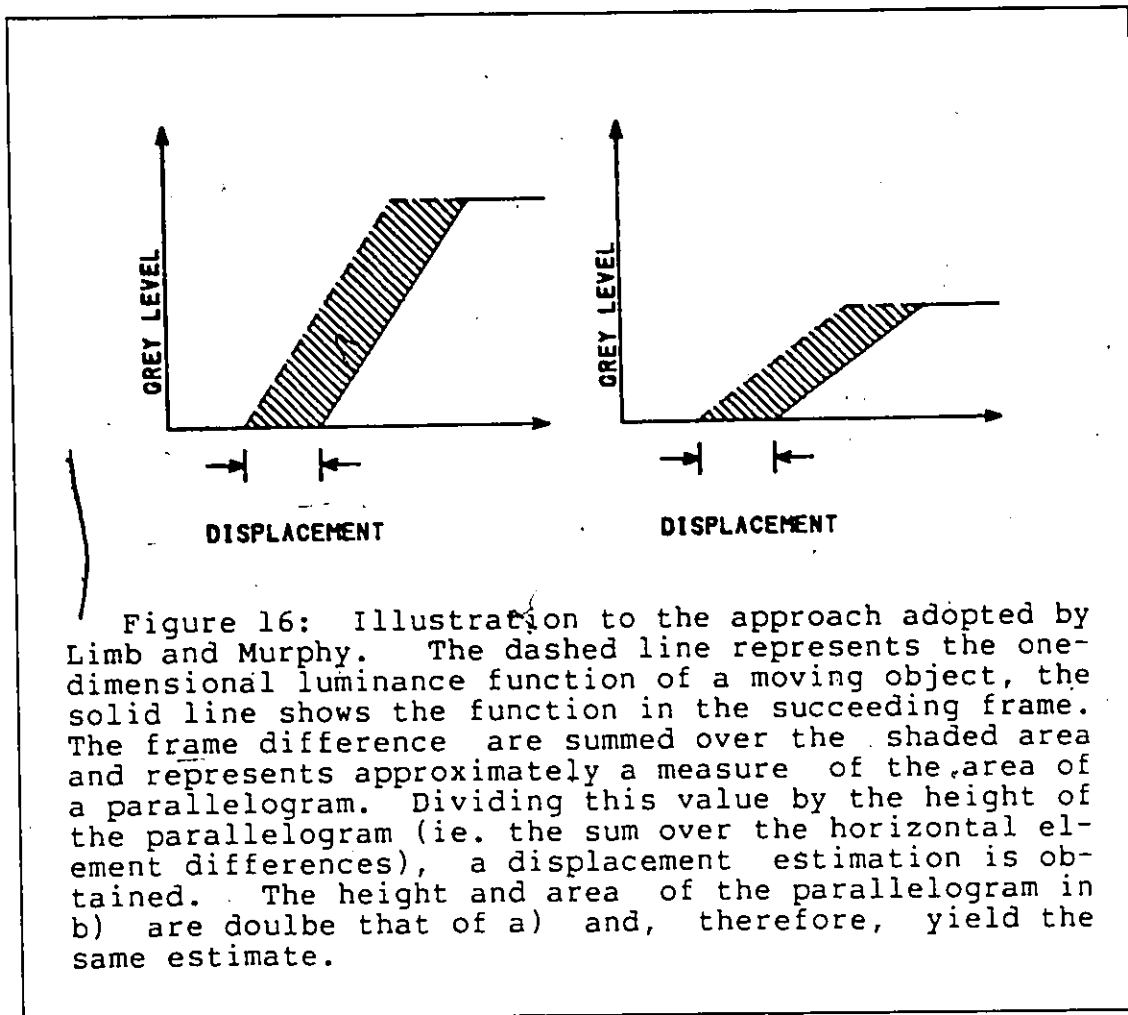 GREY LEVEL
DISPLACEMENT
GREY LEVEL
DISPLACEMENT
Figure 16: Illustration to the approach adopted by
Limb and Murphy. The dashed line represents the one-
dimensional luminance function of a moving object, the
solid line shows the function in the succeeding frame.
The frame difference are summed over the shaded area
and represents approximately a measure of the area of
a parallelogram. Dividing this value by the height of
the parallelogram (ie. the sum over the horizontal el-
ement differences), a displacement estimation is ob-
tained. The height and area of the parallelogram in
b) are doulbe that of a) and, therefore, yield the
same estimate.